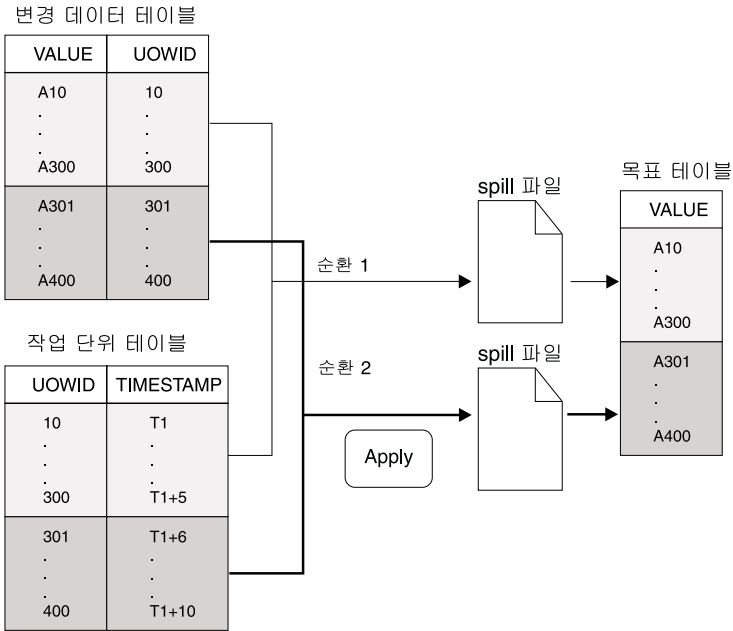 변경 데이터 테이블
VALUE UOWID
A10 10
. .
. .
. .
A300 300
A301 301
. .
. .
. .
A400 400
작업 단위 테이블
UOWID TIMESTAMP
10 T1
. .
. .
. .
300 T1+5
301 T1+6
. .
. .
. .
400 T1+10
순환 1
순환 2
Apply
spill 파일
spill 파일
목표 테이블
VALUE
A10
.
.
.
A300
A301
.
.
.
A400